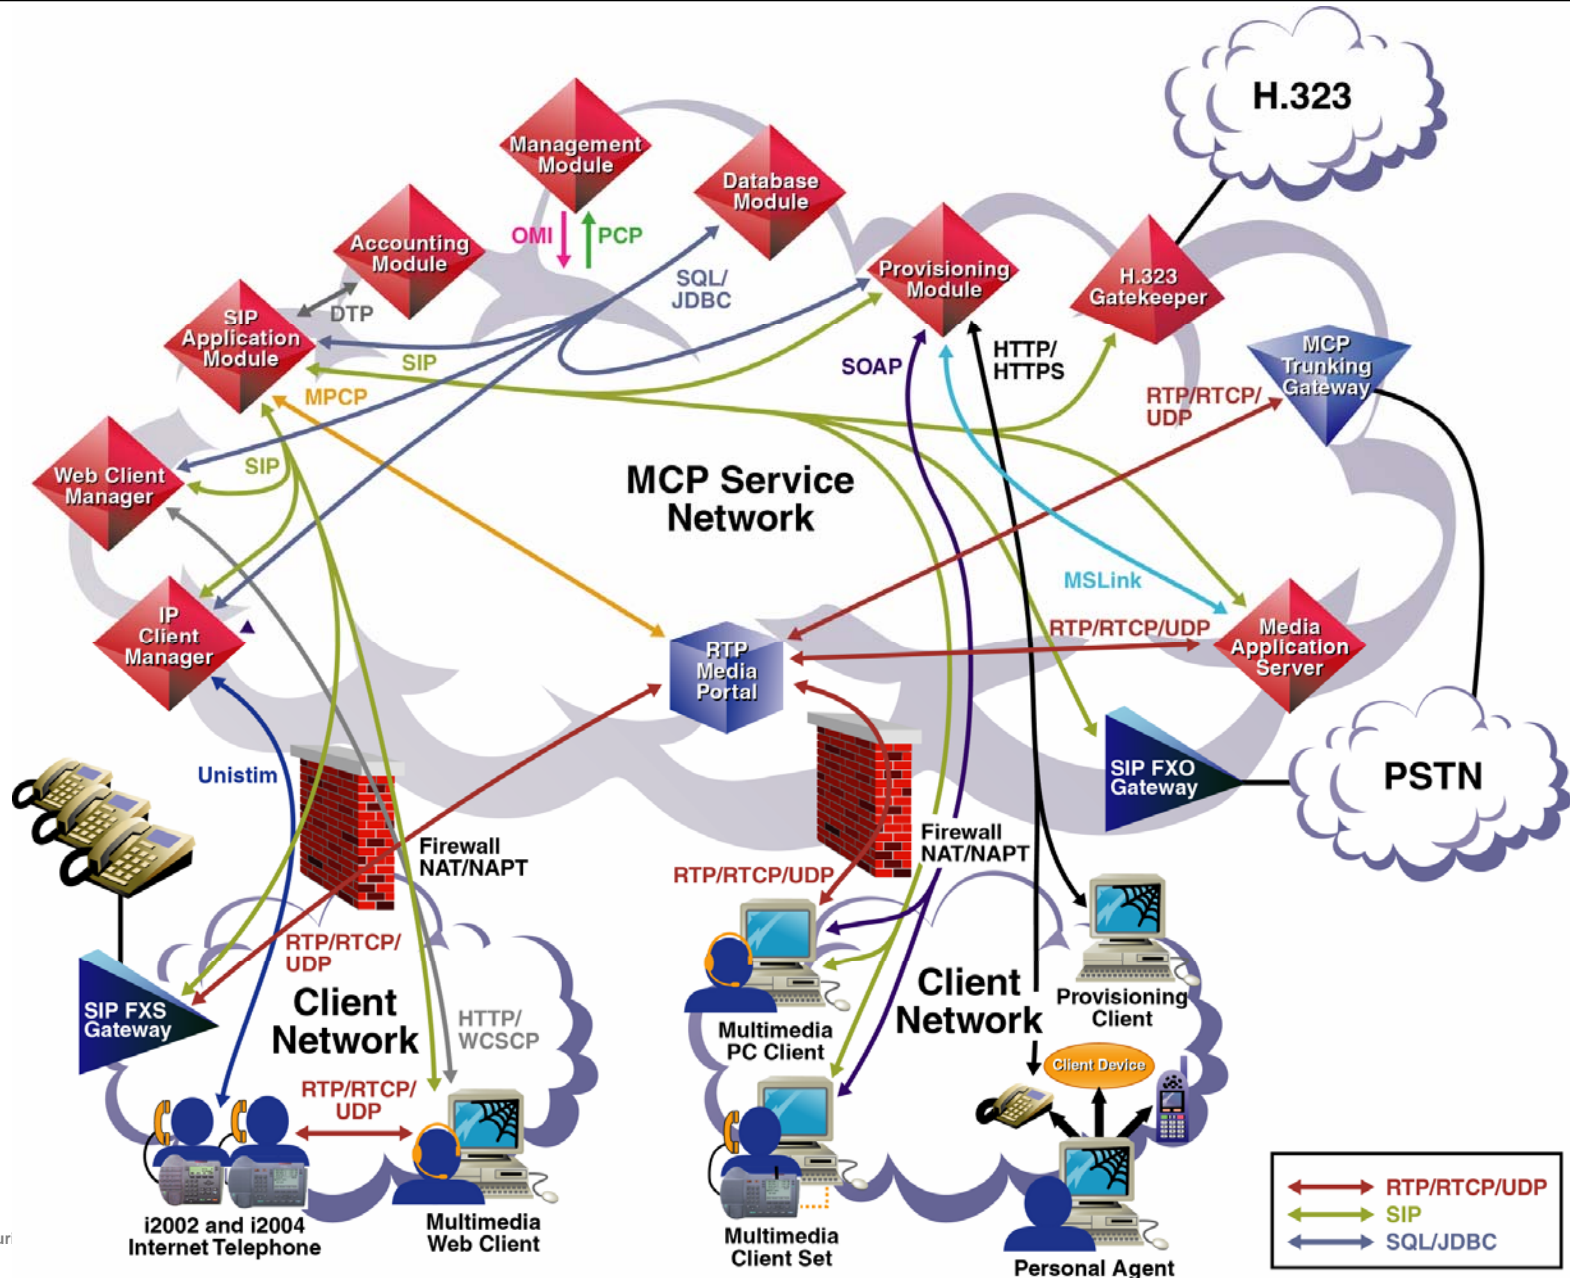 H.323
Management
Module
Database
Module
OMI
PCP
Accounting
Module
SQL/
JDBC
Provisioning
Module
H.323
Gatekeeper
DTP
SIP
Application
Module
SIP
MPCP
SOAP
HTTP/
HTTPS
MCP
Trunking
Gateway
RTP/RTCP/
UDP
Web Client
Manager
SIP
MCP Service
Network
MSLink
IP
Client
Manager
RTP
Media
Portal
RTP/RTCP/UDP
Media
Application
Server
Unistim
SIP FXO
Gateway
PSTN
Firewall
NAT/NAPT
Firewall
NAT/NAPT
RTP/RTCP/UDP
RTP/RTCP/
UDP
SIP FXS
Gateway
Client
Network
HTTP/
WCSCP
Multimedia
PC Client
Client
Network
Provisioning
Client
Client Device
RTP/RTCP/
UDP
i2002 and i2004
Internet Telephone
Multimedia
Web Client
Multimedia
Client Set
Personal Agent
RTP/RTCP/UDP
SIP
SQL/JDBC